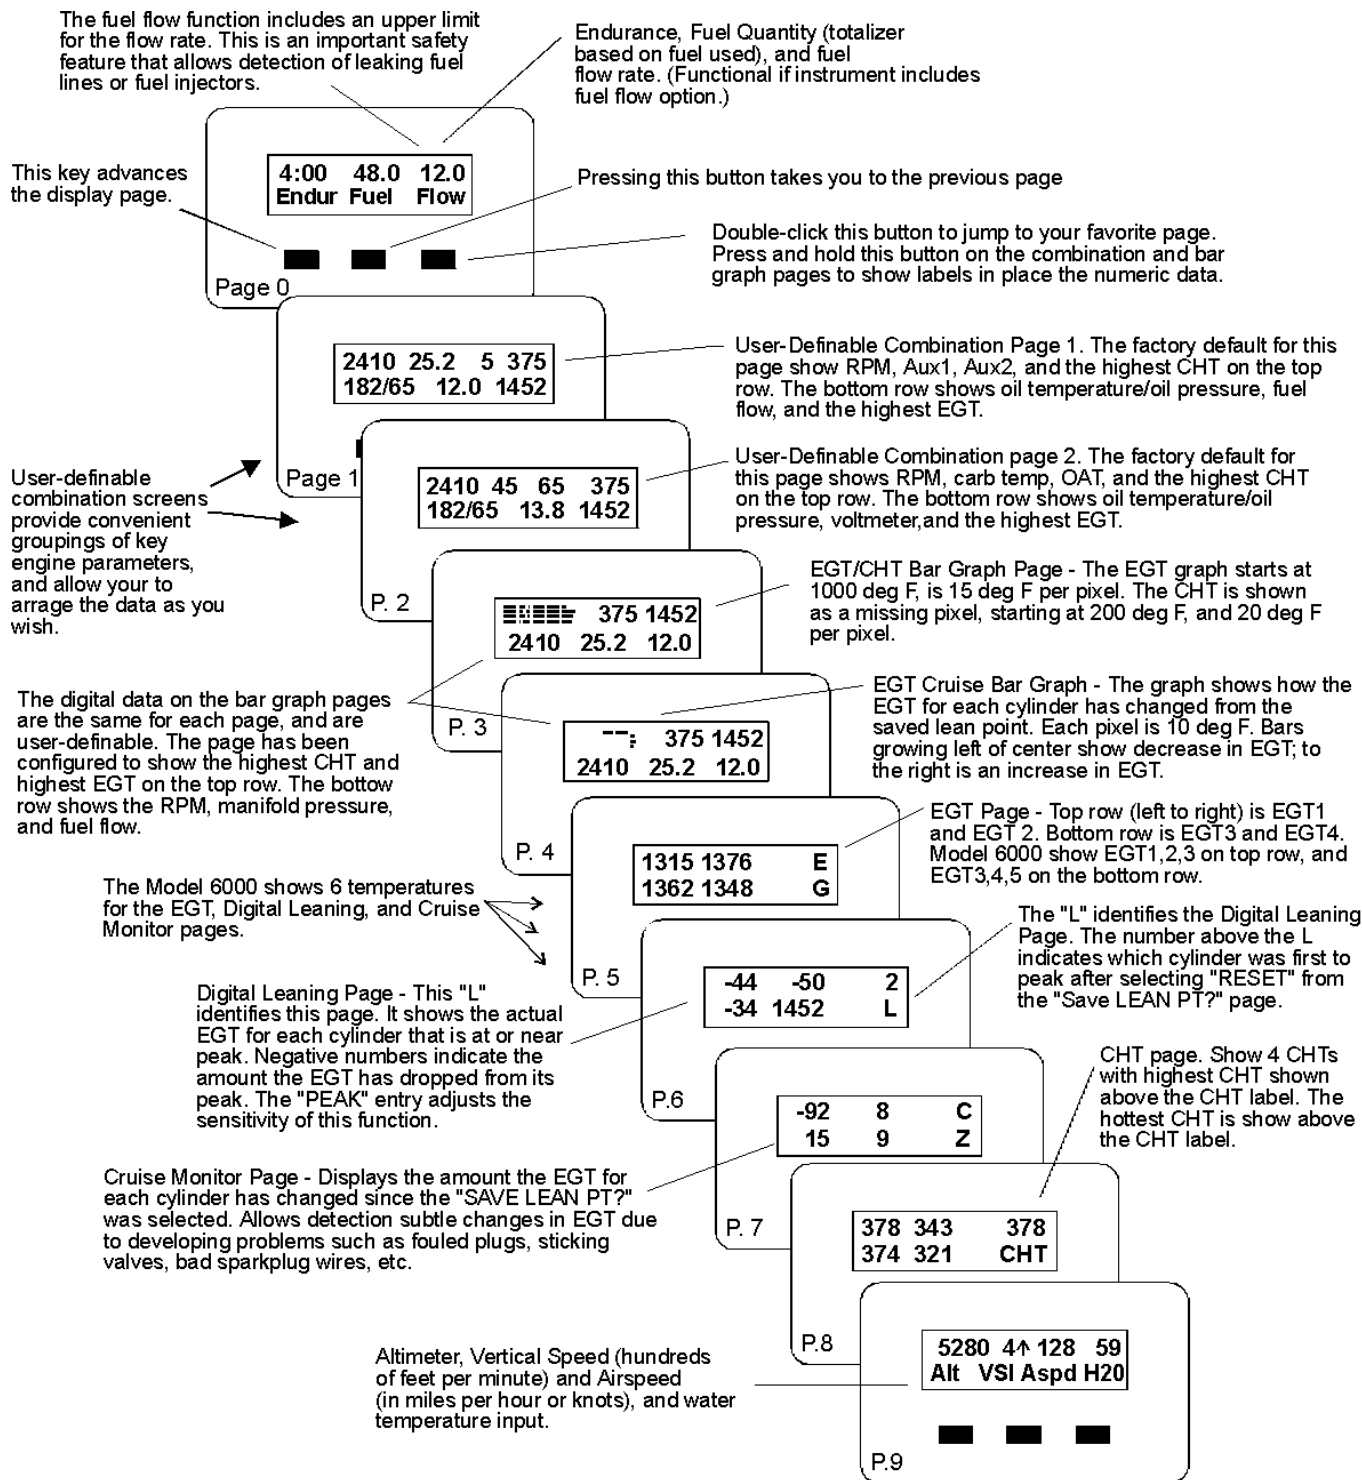 The fuel flow function includes an upper limit
for the flow rate. This is an important safety
feature that allows detection of leaking fuel
lines or fuel injectors.
Endurance, Fuel Quantity (totalizer
based on fuel used), and fuel
flow rate. (Functional if instrument includes
fuel flow option.)
This key advances
the display page.
4:00 48.0 12.0
Endur Fuel Flow
Pressing this button takes you to the previous page
Double-click this button to jump to your favorite page.
Press and hold this button on the combination and bar
graph pages to show labels in place the numeric data.
Page 0
2410 25.2 5 375
182/65 12.0 1452
User-Definable Combination Page 1. The factory default for this
page show RPM, Aux1, Aux2, and the highest CHT on the top
row. The bottom row shows oil temperature/oil pressure, fuel
flow, and the highest EGT.
Page 1
User-definable
combination screens
provide convenient
groupings of key
engine parameters,
and allow your to
arrage the data as you
wish.
2410 45 65 375
182/65 13.8 1452
User-Definable Combination page 2. The factory default for
this page shows RPM, carb temp, OAT, and the highest CHT
on the top row. The bottom row shows oil temperature/oil
pressure, voltmeter,and the highest EGT.
P. 2
375 1452
2410 25.2 12.0
EGT/CHT Bar Graph Page - The EGT graph starts at
1000 deg F, is 15 deg F per pixel. The CHT is shown
as a missing pixel, starting at 200 deg F, and 20 deg F
per pixel.
P. 3
The digital data on the bar graph pages
are the same for each page, and are
user-definable. The page has been
configured to show the highest CHT and
highest EGT on the top row. The bottow
row shows the RPM, manifold pressure,
and fuel flow.
375 1452
2410 25.2 12.0
EGT Cruise Bar Graph - The graph shows how the
EGT for each cylinder has changed from the
saved lean point. Each pixel is 10 deg F. Bars
growing left of center show decrease in EGT; to
the right is an increase in EGT.
P. 4
1315 1376 E
1362 1348 G
EGT Page - Top row (left to right) is EGT1
and EGT 2. Bottom row is EGT3 and EGT4.
Model 6000 show EGT1,2,3 on top row, and
EGT3,4,5 on the bottom row.
The Model 6000 shows 6 temperatures
for the EGT, Digital Leaning, and Cruise
Monitor pages.
P. 5
-44 -50 2
-34 1452 L
The "L" identifies the Digital Leaning
Page. The number above the L
indicates which cylinder was first to
peak after selecting "RESET" from
the "Save LEAN PT?" page.
Digital Leaning Page - This "L"
identifies this page. It shows the actual
EGT for each cylinder that is at or near
peak. Negative numbers indicate the
amount the EGT has dropped from its
peak. The "PEAK" entry adjusts the
sensitivity of this function.
P.6
-92 8 C
15 9 Z
CHT page. Show 4 CHTs
with highest CHT shown
above the CHT label. The
hottest CHT is show above
the CHT label.
Cruise Monitor Page - Displays the amount the EGT for
each cylinder has changed since the "SAVE LEAN PT?"
was selected. Allows detection subtle changes in EGT due
to developing problems such as fouled plugs, sticking
valves, bad sparkplug wires, etc.
P. 7
378 343 378
374 321 CHT
P.8
Altimeter, Vertical Speed (hundreds
of feet per minute) and Airspeed
(in miles per hour or knots), and water
temperature input.
5280 4↑ 128 59
Alt VSI Aspd H20
P.9